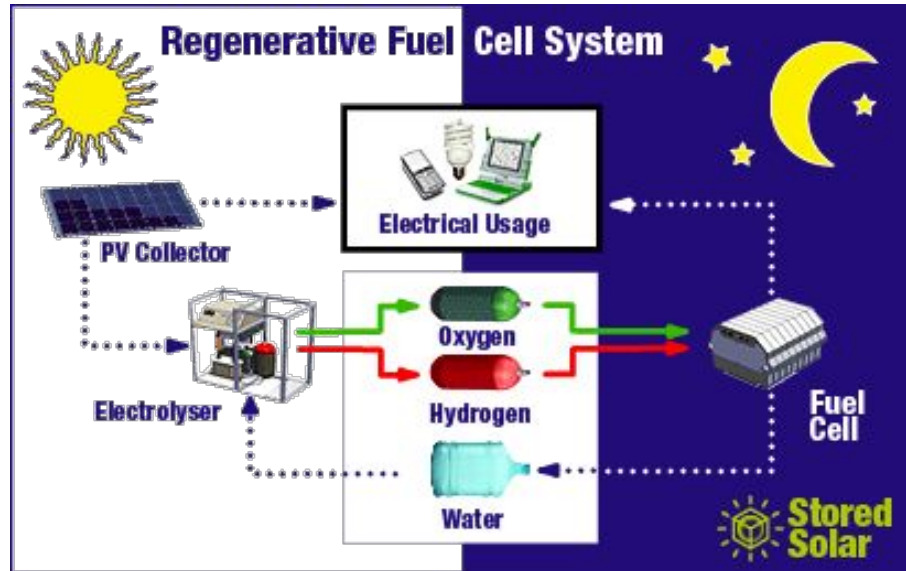 Regenerative Fuel Cell System
Electrical Usage
PV Collector
Oxygen
Electrolyser
Hydrogen
Fuel
Cell
Water
Stored
Solar